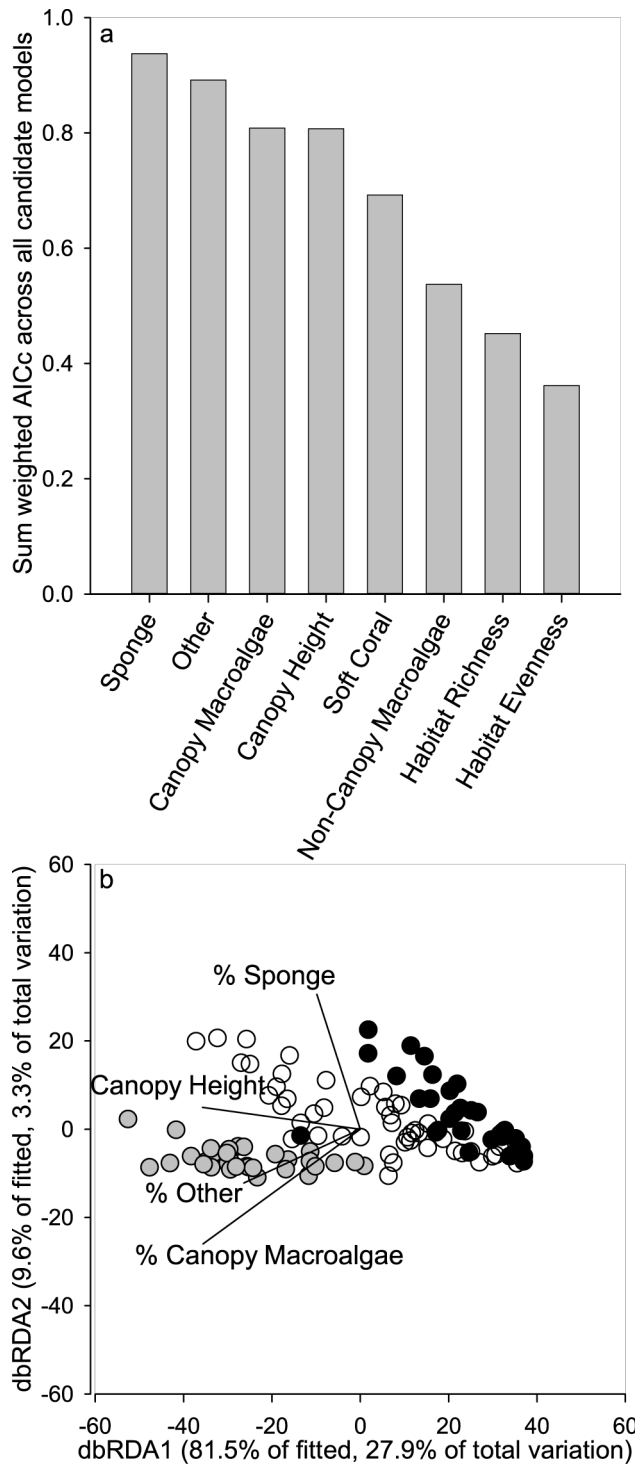 a
Sum weighted AICc across all candidate models
1.0
0.8
0.6
0.4
0.2
0.0
Sponge
Other
Canopy Macroalgae
Canopy Height
Soft Coral
Non-Canopy Macroalgae
Habitat Richness
Habitat Evenness
b
dbRDA2 (9.6% of fitted, 3.3% of total variation)
60
40
20
0
-20
-40
-60
% Sponge
Canopy Height
% Other
% Canopy Macroalgae
-60 -40 -20 0 20 40 60
dbRDA1 (81.5% of fitted, 27.9% of total variation)